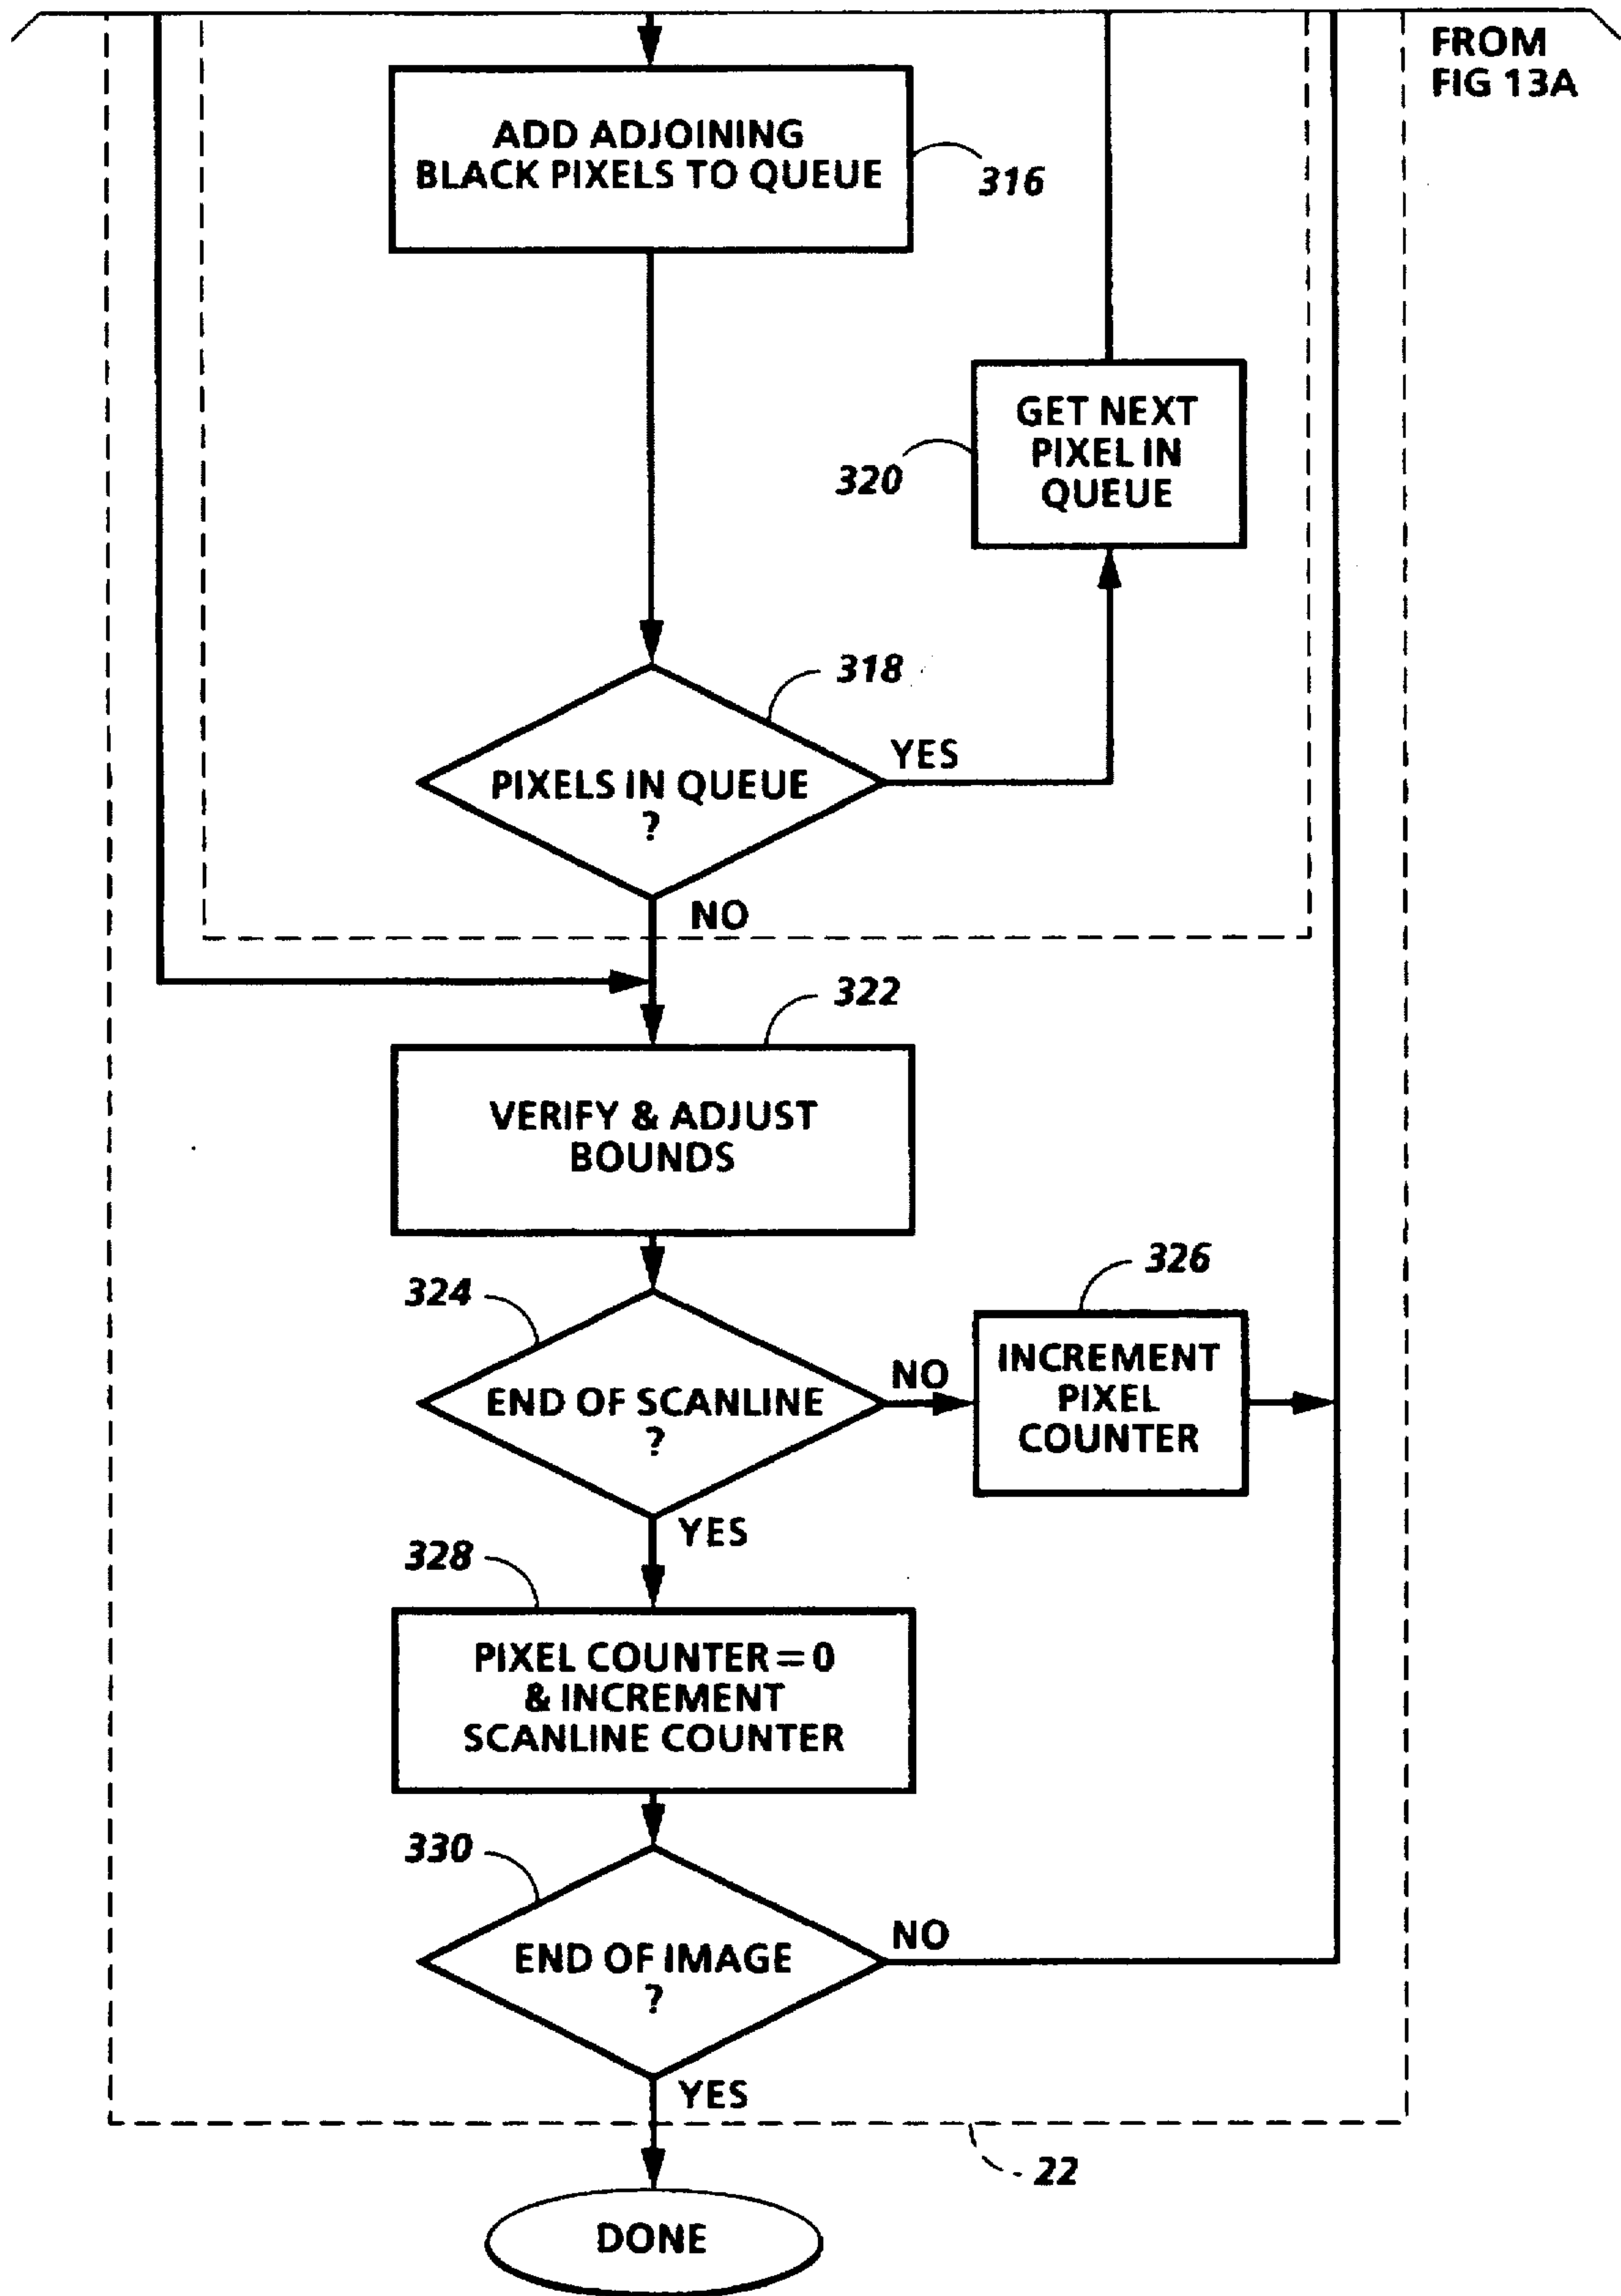 FROM
FIG 13A
ADD ADJOINING
BLACK PIXELS TO QUEUE
316
GET NEXT
PIXEL IN
QUEUE
320
318
YES
PIXELS IN QUEUE
?
NO
322
VERIFY & ADJUST
BOUNDS
326
324
NO
INCREMENT
PIXEL
COUNTER
END OF SCANLINE
?
YES
328
PIXEL COUNTER = 0
& INCREMENT
SCANLINE COUNTER
330
NO
END OF IMAGE
?
YES
22
DONE